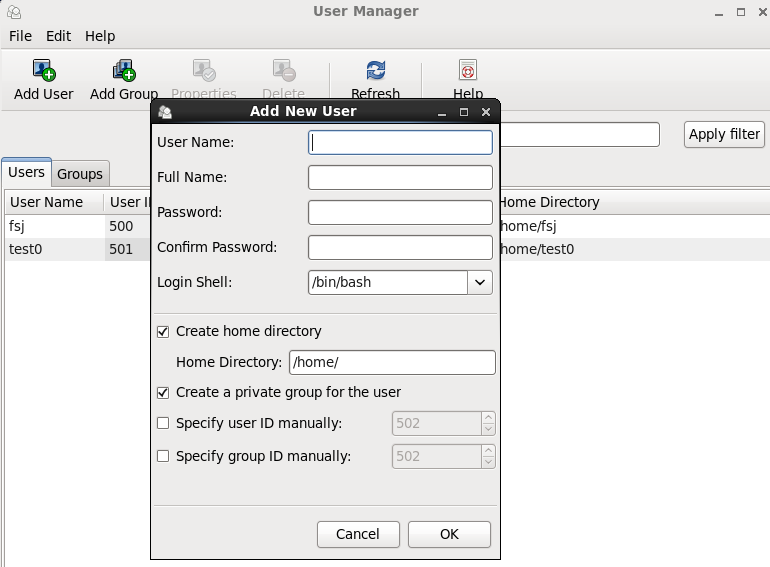 User Manager
File Edit Help
Add User Add Group Properties Delete Refresh Help
Apply filter
Users Groups
User Name User Home Directory
fsj 500 home/fsj
test0 501 home/test0
Add New User
User Name:
Full Name:
Password:
Confirm Password:
Login Shell: /bin/bash
Create home directory
Home Directory: /home/
Create a private group for the user
Specify user ID manually: 502
Specify group ID manually: 502
Cancel OK